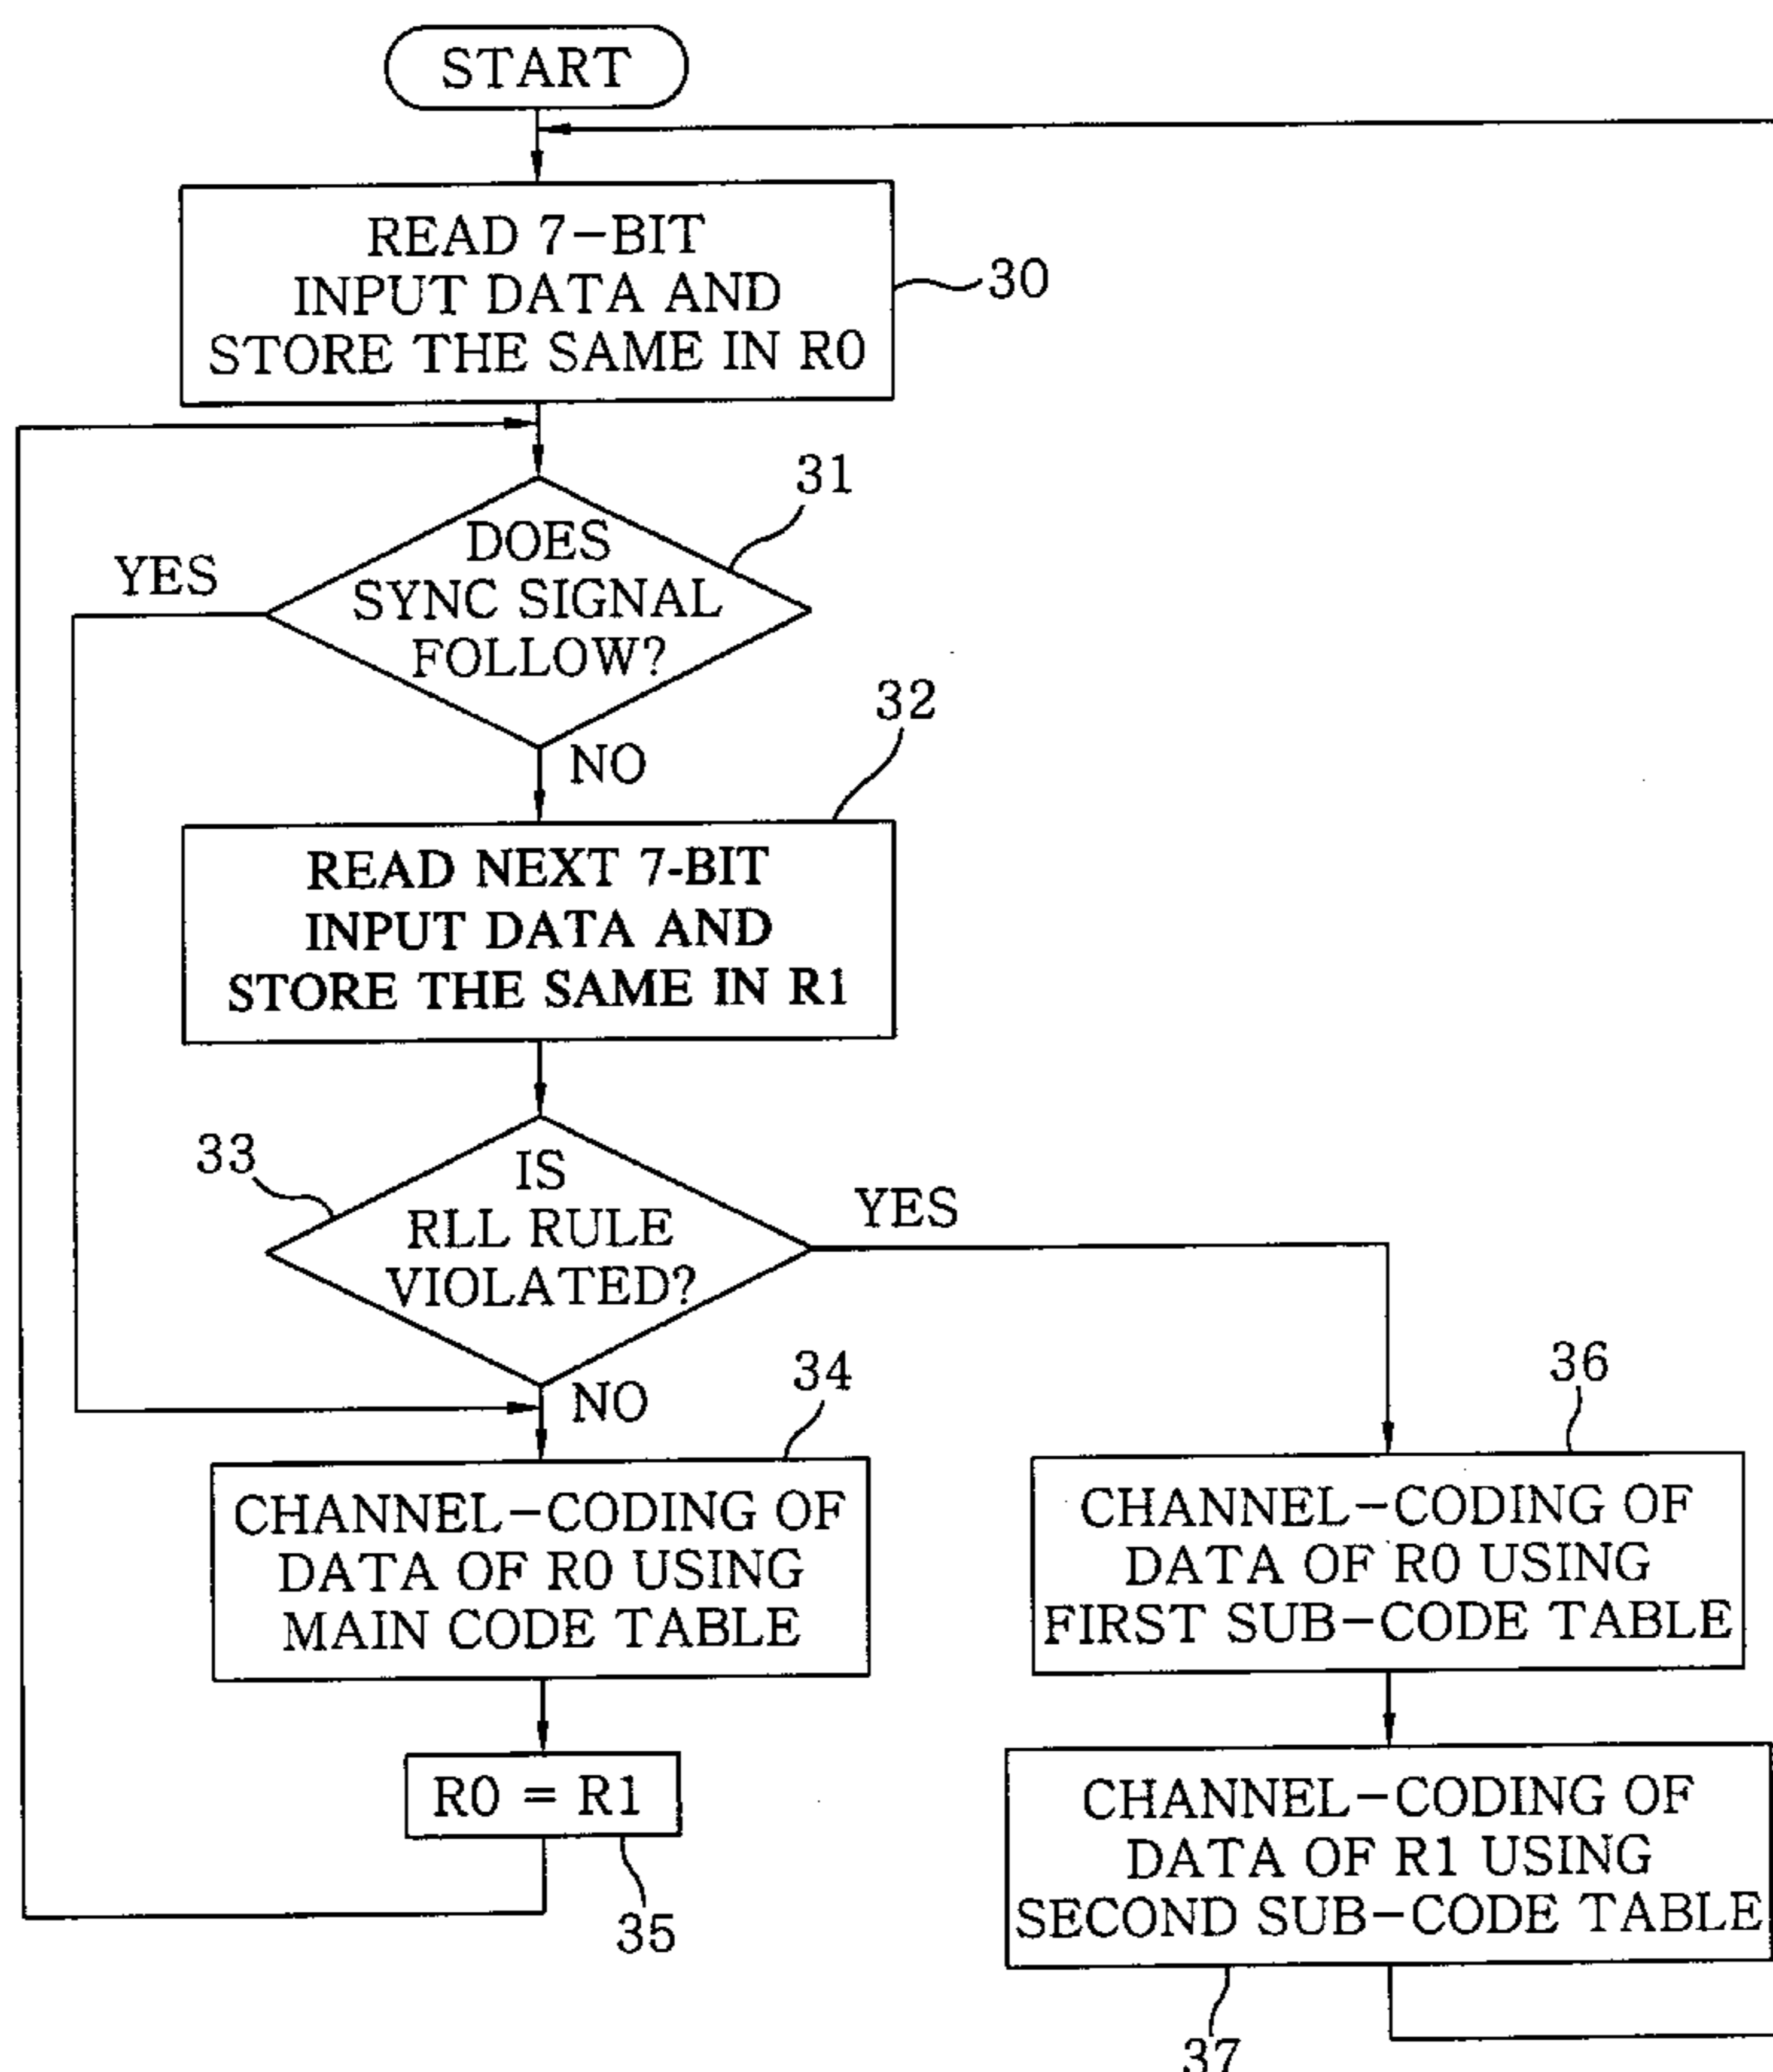 START
READ 7-BIT
INPUT DATA AND
STORE THE SAME IN R0
30
DOES
SYNC SIGNAL
FOLLOW?
31
YES
NO
32
READ NEXT 7-BIT
INPUT DATA AND
STORE THE SAME IN R1
33
IS
RLL RULE
VIOLATED?
YES
NO
34
CHANNEL-CODING OF
DATA OF R0 USING
MAIN CODE TABLE
R0 = R1
35
36
CHANNEL-CODING OF
DATA OF R0 USING
FIRST SUB-CODE TABLE
CHANNEL-CODING OF
DATA OF R1 USING
SECOND SUB-CODE TABLE
37